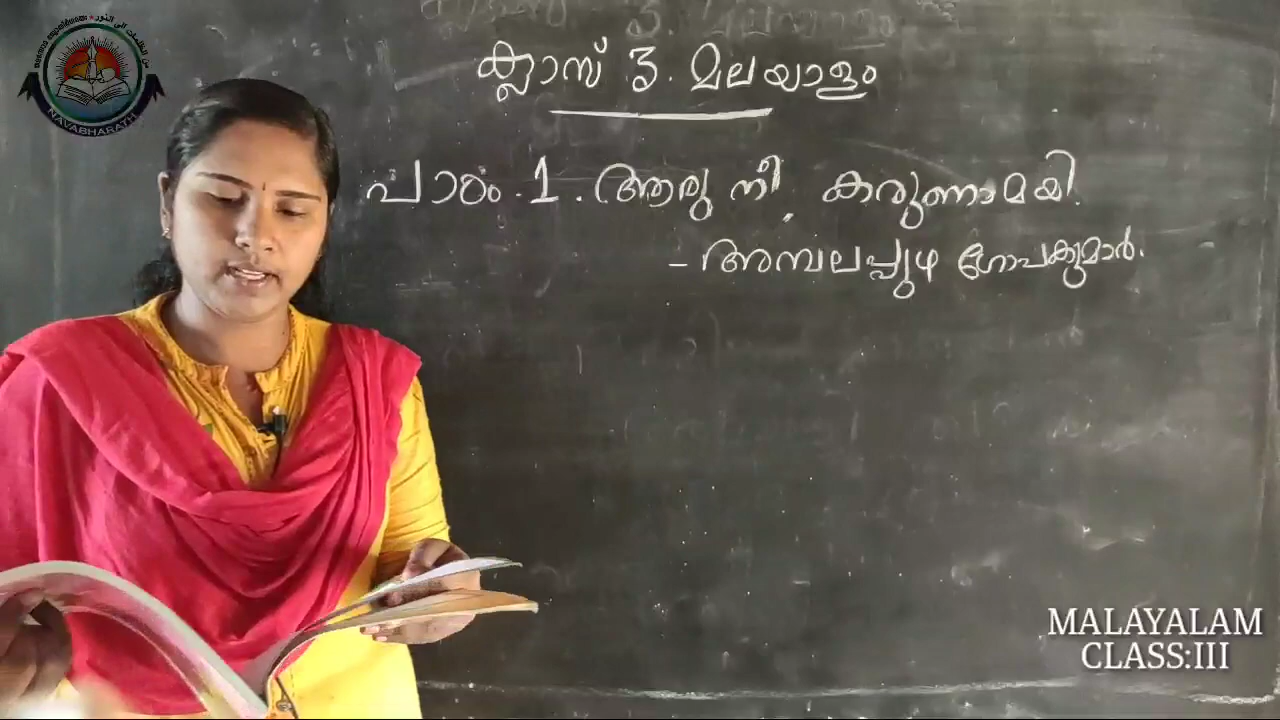 ക്ലാസ് 3. മലയാളം
പാഠം .1. ആരു നീ കരുണാമയി
- അമ്പലപ്പുഴ ഗോപകുമാർ.
NAVABHARATH
MALAYALAM
CLASS:III